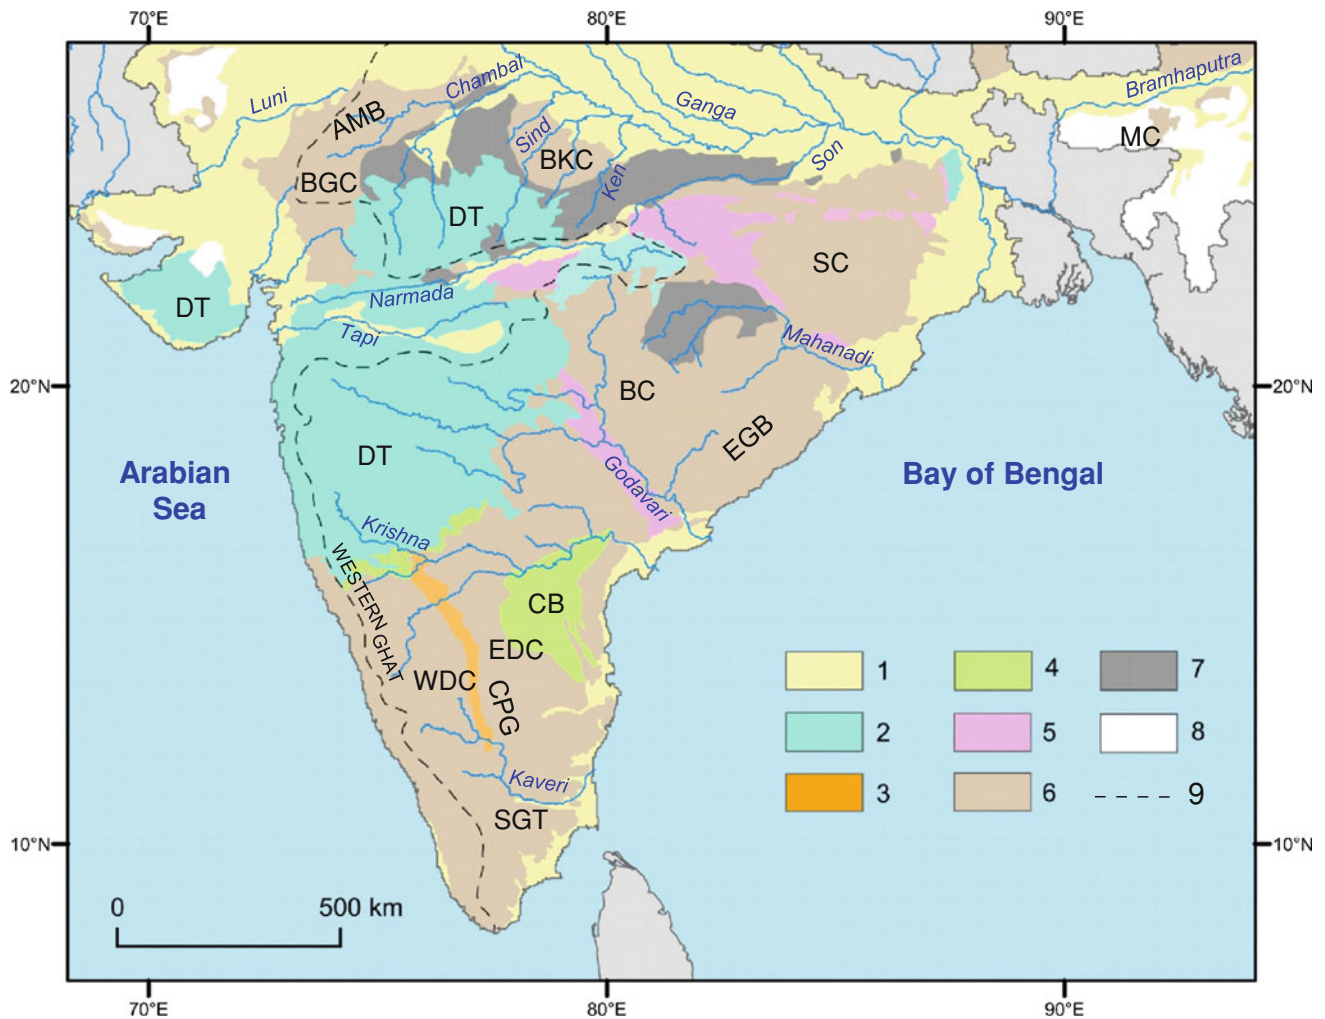 70°E
80°E
90°E
Luni
Chambal
Ganga
Bramhaputra
AMB
Sind
BKC
Son
MC
BGC
Ken
DT
SC
DT
Narmada
Tapi
Mahanadi
20°N
20°N
BC
EGB
DT
Arabian
Sea
Bay of Bengal
Godavari
Krishna
WESTERN GHAT
CB
EDC
WDC
CPG
Kaveri
SGT
1
4
7
2
5
8
3
6
9
10°N
10°N
0
500 km
70°E
80°E
90°E